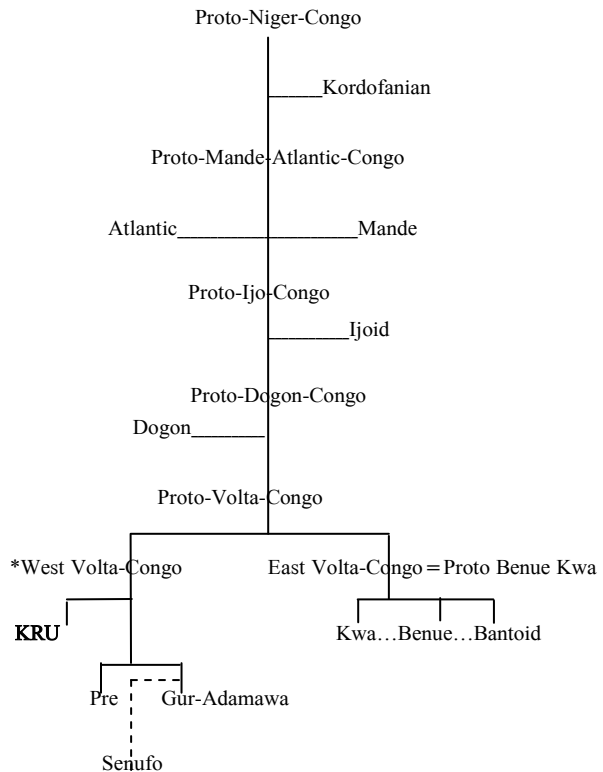 Proto-Niger-Congo
Kordofanian
Proto-Mande-Atlantic-Congo
Atlantic Mande
Proto-Ijo-Congo
Ijoid
Proto-Dogon-Congo
Dogon
Proto-Volta-Congo
*West Volta-Congo East Volta-Congo = Proto Benue Kwa
KRU Kwa…Benue…Bantoid
Pre Gur-Adamawa
Senufo